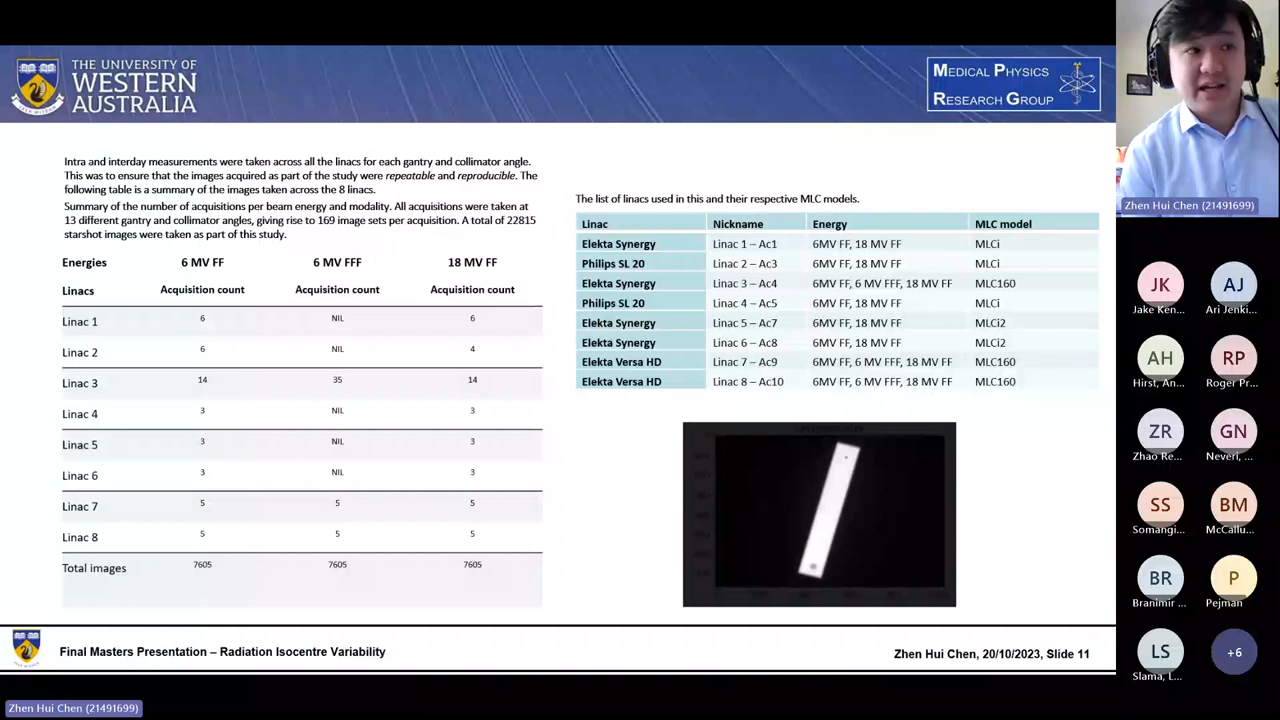 THE UNIVERSITY OF
WESTERN
AUSTRALIA
MEDICAL PHYSICS
RESEARCH GROUP
Intra and interday measurements were taken across all the linacs for each gantry and collimator angle.
This was to ensure that the images acquired as part of the study were repeatable and reproducible. The
following table is a summary of the images taken across the 8 linacs.
Summary of the number of acquisitions per beam energy and modality. All acquisitions were taken at
13 different gantry and collimator angles, giving rise to 169 image sets per acquisition. A total of 22815
starshot images were taken as part of this study.
Energies 6 MV FF 6 MV FFF 18 MV FF
Linacs Acquisition count Acquisition count Acquisition count
Linac 1 6 NIL 6
Linac 2 6 NIL 4
Linac 3 14 35 14
Linac 4 3 NIL 3
Linac 5 3 NIL 3
Linac 6 3 NIL 3
Linac 7 5 5 5
Linac 8 5 5 5
Total images 7605 7605 7605
The list of linacs used in this and their respective MLC models.
Linac Nickname Energy MLC model
Elekta Synergy Linac 1 – Ac1 6MV FF, 18 MV FF MLCi
Philips SL 20 Linac 2 – Ac3 6MV FF, 18 MV FF MLCi
Elekta Synergy Linac 3 – Ac4 6MV FF, 6 MV FFF, 18 MV FF MLC160
Philips SL 20 Linac 4 – Ac5 6MV FF, 18 MV FF MLCi
Elekta Synergy Linac 5 – Ac7 6MV FF, 18 MV FF MLCi2
Elekta Synergy Linac 6 – Ac8 6MV FF, 18 MV FF MLCi2
Elekta Versa HD Linac 7 – Ac9 6MV FF, 6 MV FFF, 18 MV FF MLC160
Elekta Versa HD Linac 8 – Ac10 6MV FF, 6 MV FFF, 18 MV FF MLC160
Final Masters Presentation – Radiation Isocentre Variability
Zhen Hui Chen, 20/10/2023, Slide 11
Zhen Hui Chen (21491699)
Zhen Hui Chen (21491699)
JK AJ
Jake Ken... Ari Jenki...
AH RP
Hirst, An... Roger Pr...
ZR GN
Zhao Re... Neveri, ...
SS BM
Somangi... McCallu...
BR P
Branimir ... Pejman
LS +6
Slama, L...